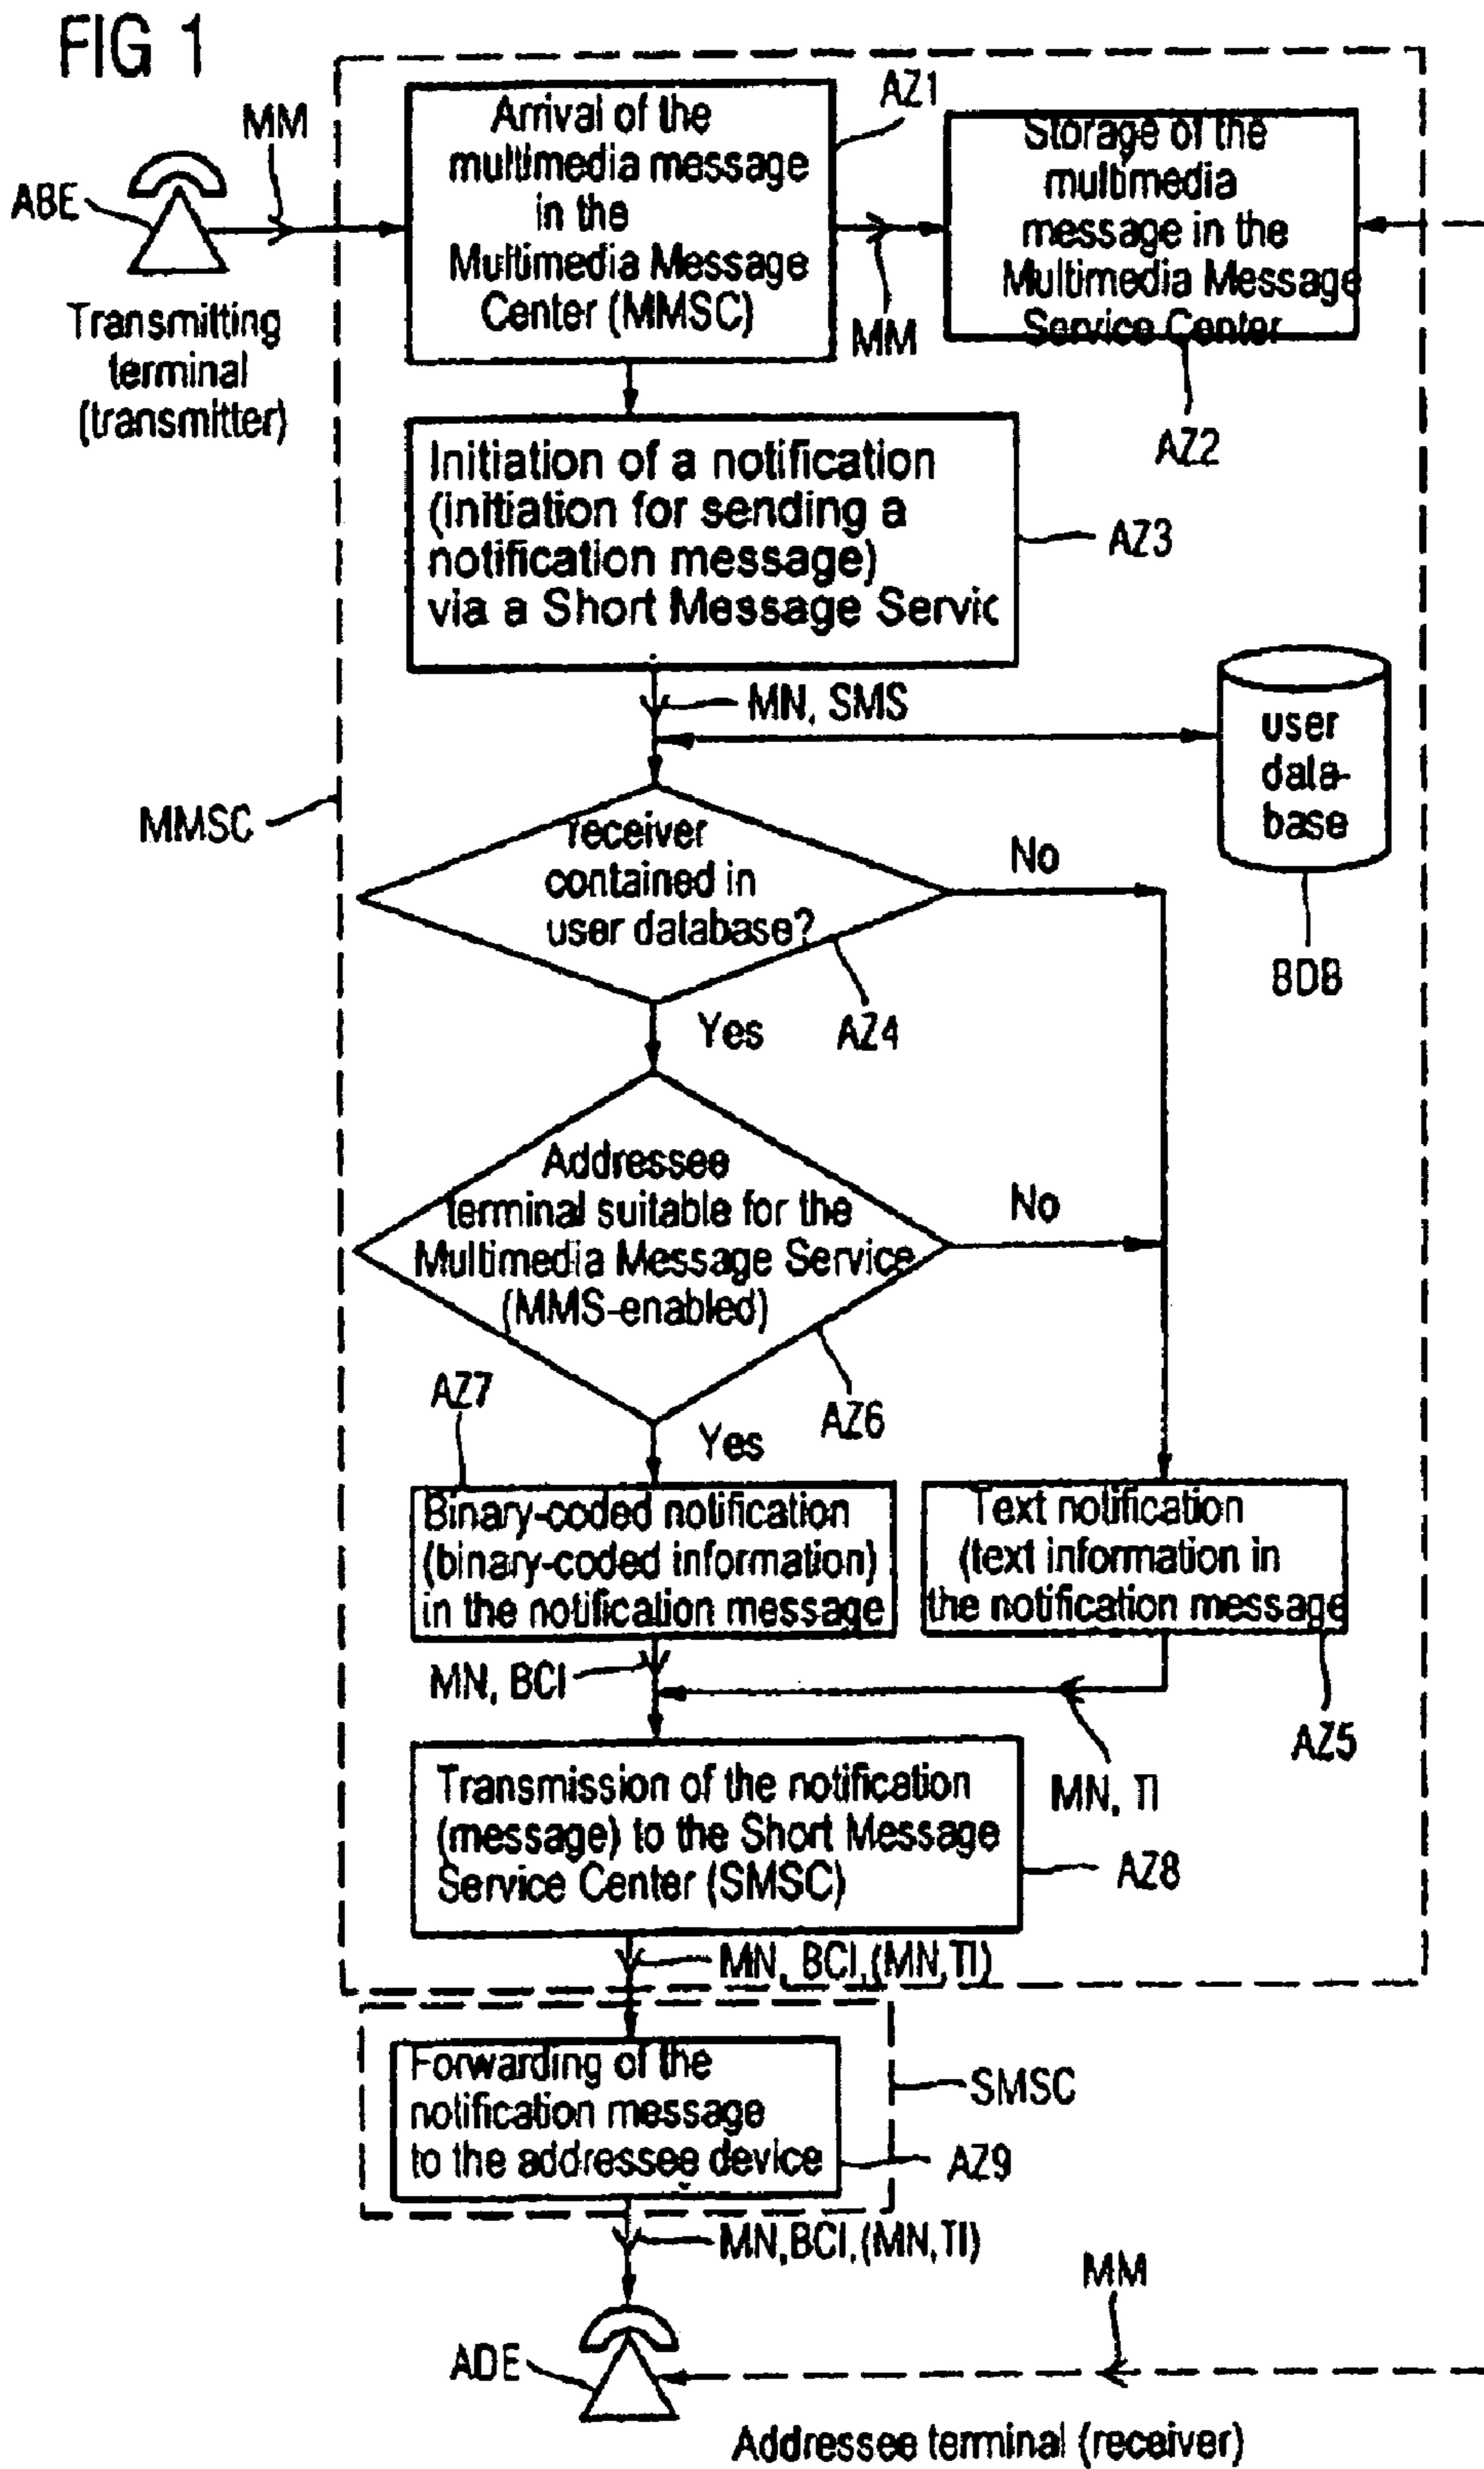 FIG 1
MM
ABE
Transmitting
terminal
(transmitter)
Arrival of the
multimedia message
in the
Multimedia Message
Center (MMSC)
AZ1
MM
Storage of the
multimedia
message in the
Multimedia Message
Service Center
AZ2
Initiation of a notification
(initiation for sending a
notification message)
via a Short Message Servic
AZ3
MN, SMS
user
data-
base
BDB
MMSC
receiver
contained in
user database?
No
AZ4
Yes
Addressee
terminal suitable for the
Multimedia Message Service
(MMS-enabled)
No
AZ6
Yes
AZ7
Binary-coded notification
(binary-coded information)
in the notification message
Text notification
(text information in
the notification message
AZ5
MN, BCI
MN, TI
Transmission of the notification
(message) to the Short Message
Service Center (SMSC)
AZ8
MN, BCI,(MN,TI)
Forwarding of the
notification message
to the addressee device
SMSC
AZ9
MN,BCI,(MN,TI)
MM
ADE
Addressee terminal (receiver)